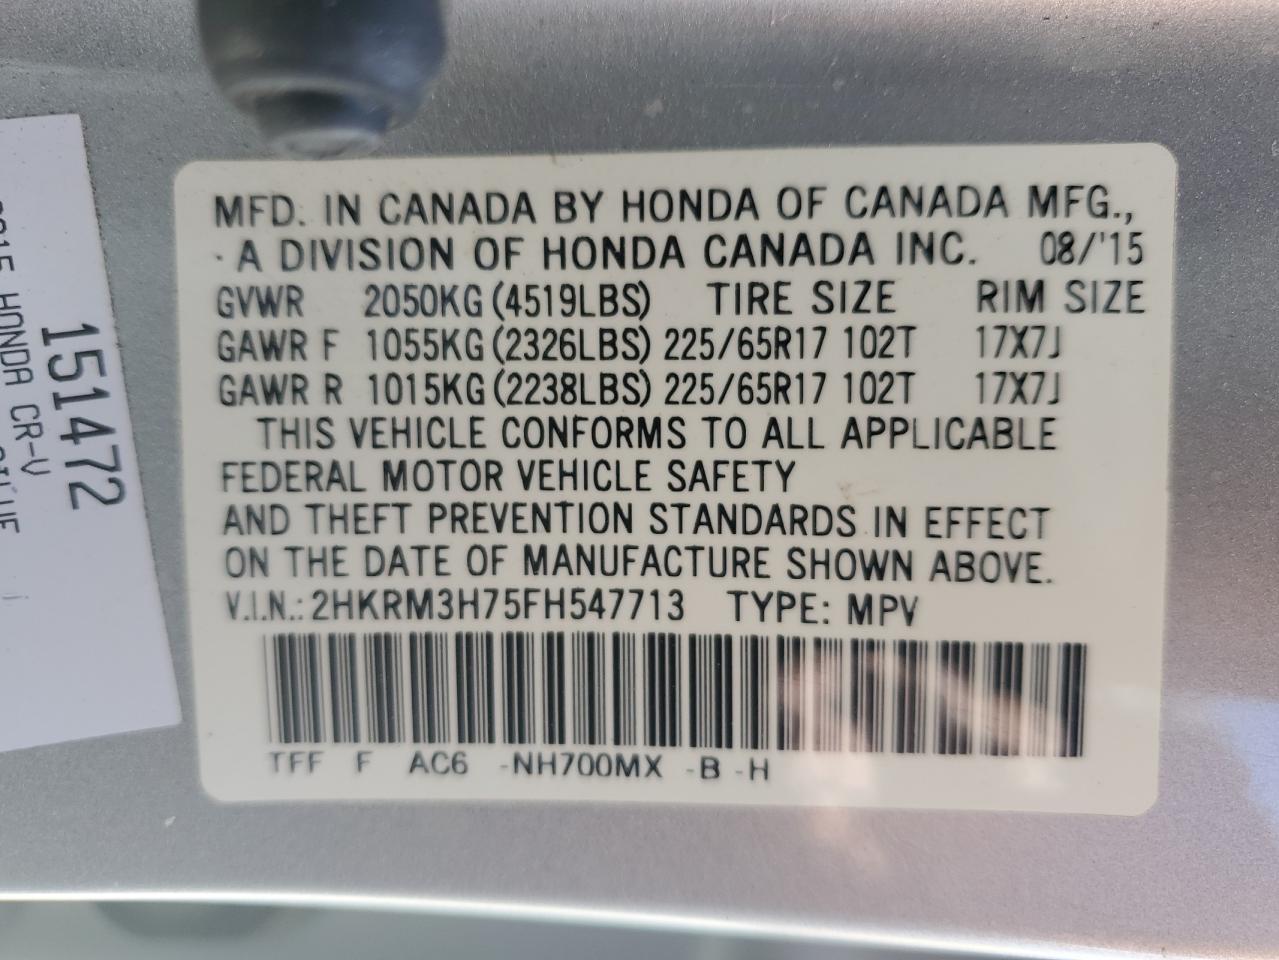 MFD. IN CANADA BY HONDA OF CANADA MFG.,
A DIVISION OF HONDA CANADA INC. 08/'15
GVWR 2050KG (4519LBS) TIRE SIZE RIM SIZE
GAWR F 1055KG (2326LBS) 225/65R17 102T 17X7J
GAWR R 1015KG (2238LBS) 225/65R17 102T 17X7J
THIS VEHICLE CONFORMS TO ALL APPLICABLE
FEDERAL MOTOR VEHICLE SAFETY
AND THEFT PREVENTION STANDARDS IN EFFECT
ON THE DATE OF MANUFACTURE SHOWN ABOVE.
V.I.N.: 2HKRM3H75FH547713 TYPE: MPV
TFF F AC6 -NH700MX -B -H
151472
2015 HONDA CR-V